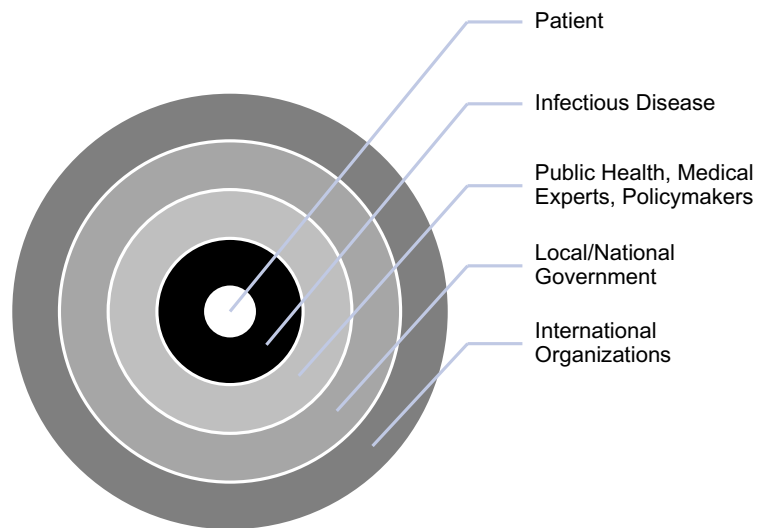 Patient
Infectious Disease
Public Health, Medical
Experts, Policymakers
Local/National
Government
International
Organizations